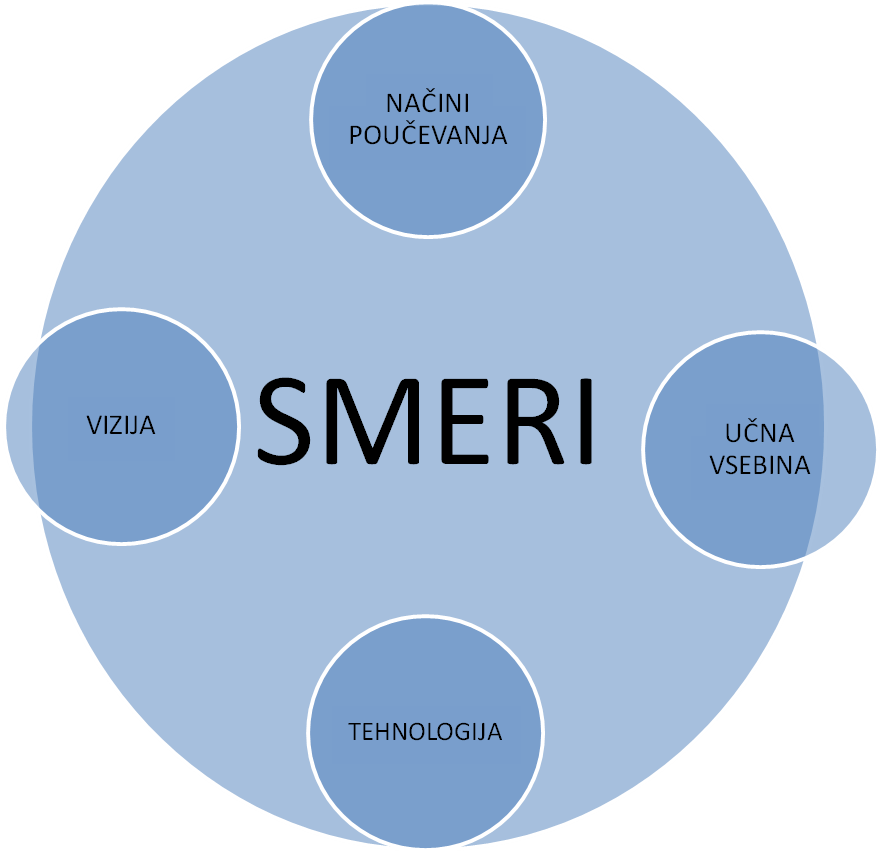 NAČINI
POUČEVANJA
VIZIJA
SMERI
UČNA
VSEBINA
TEHNOLOGIJA